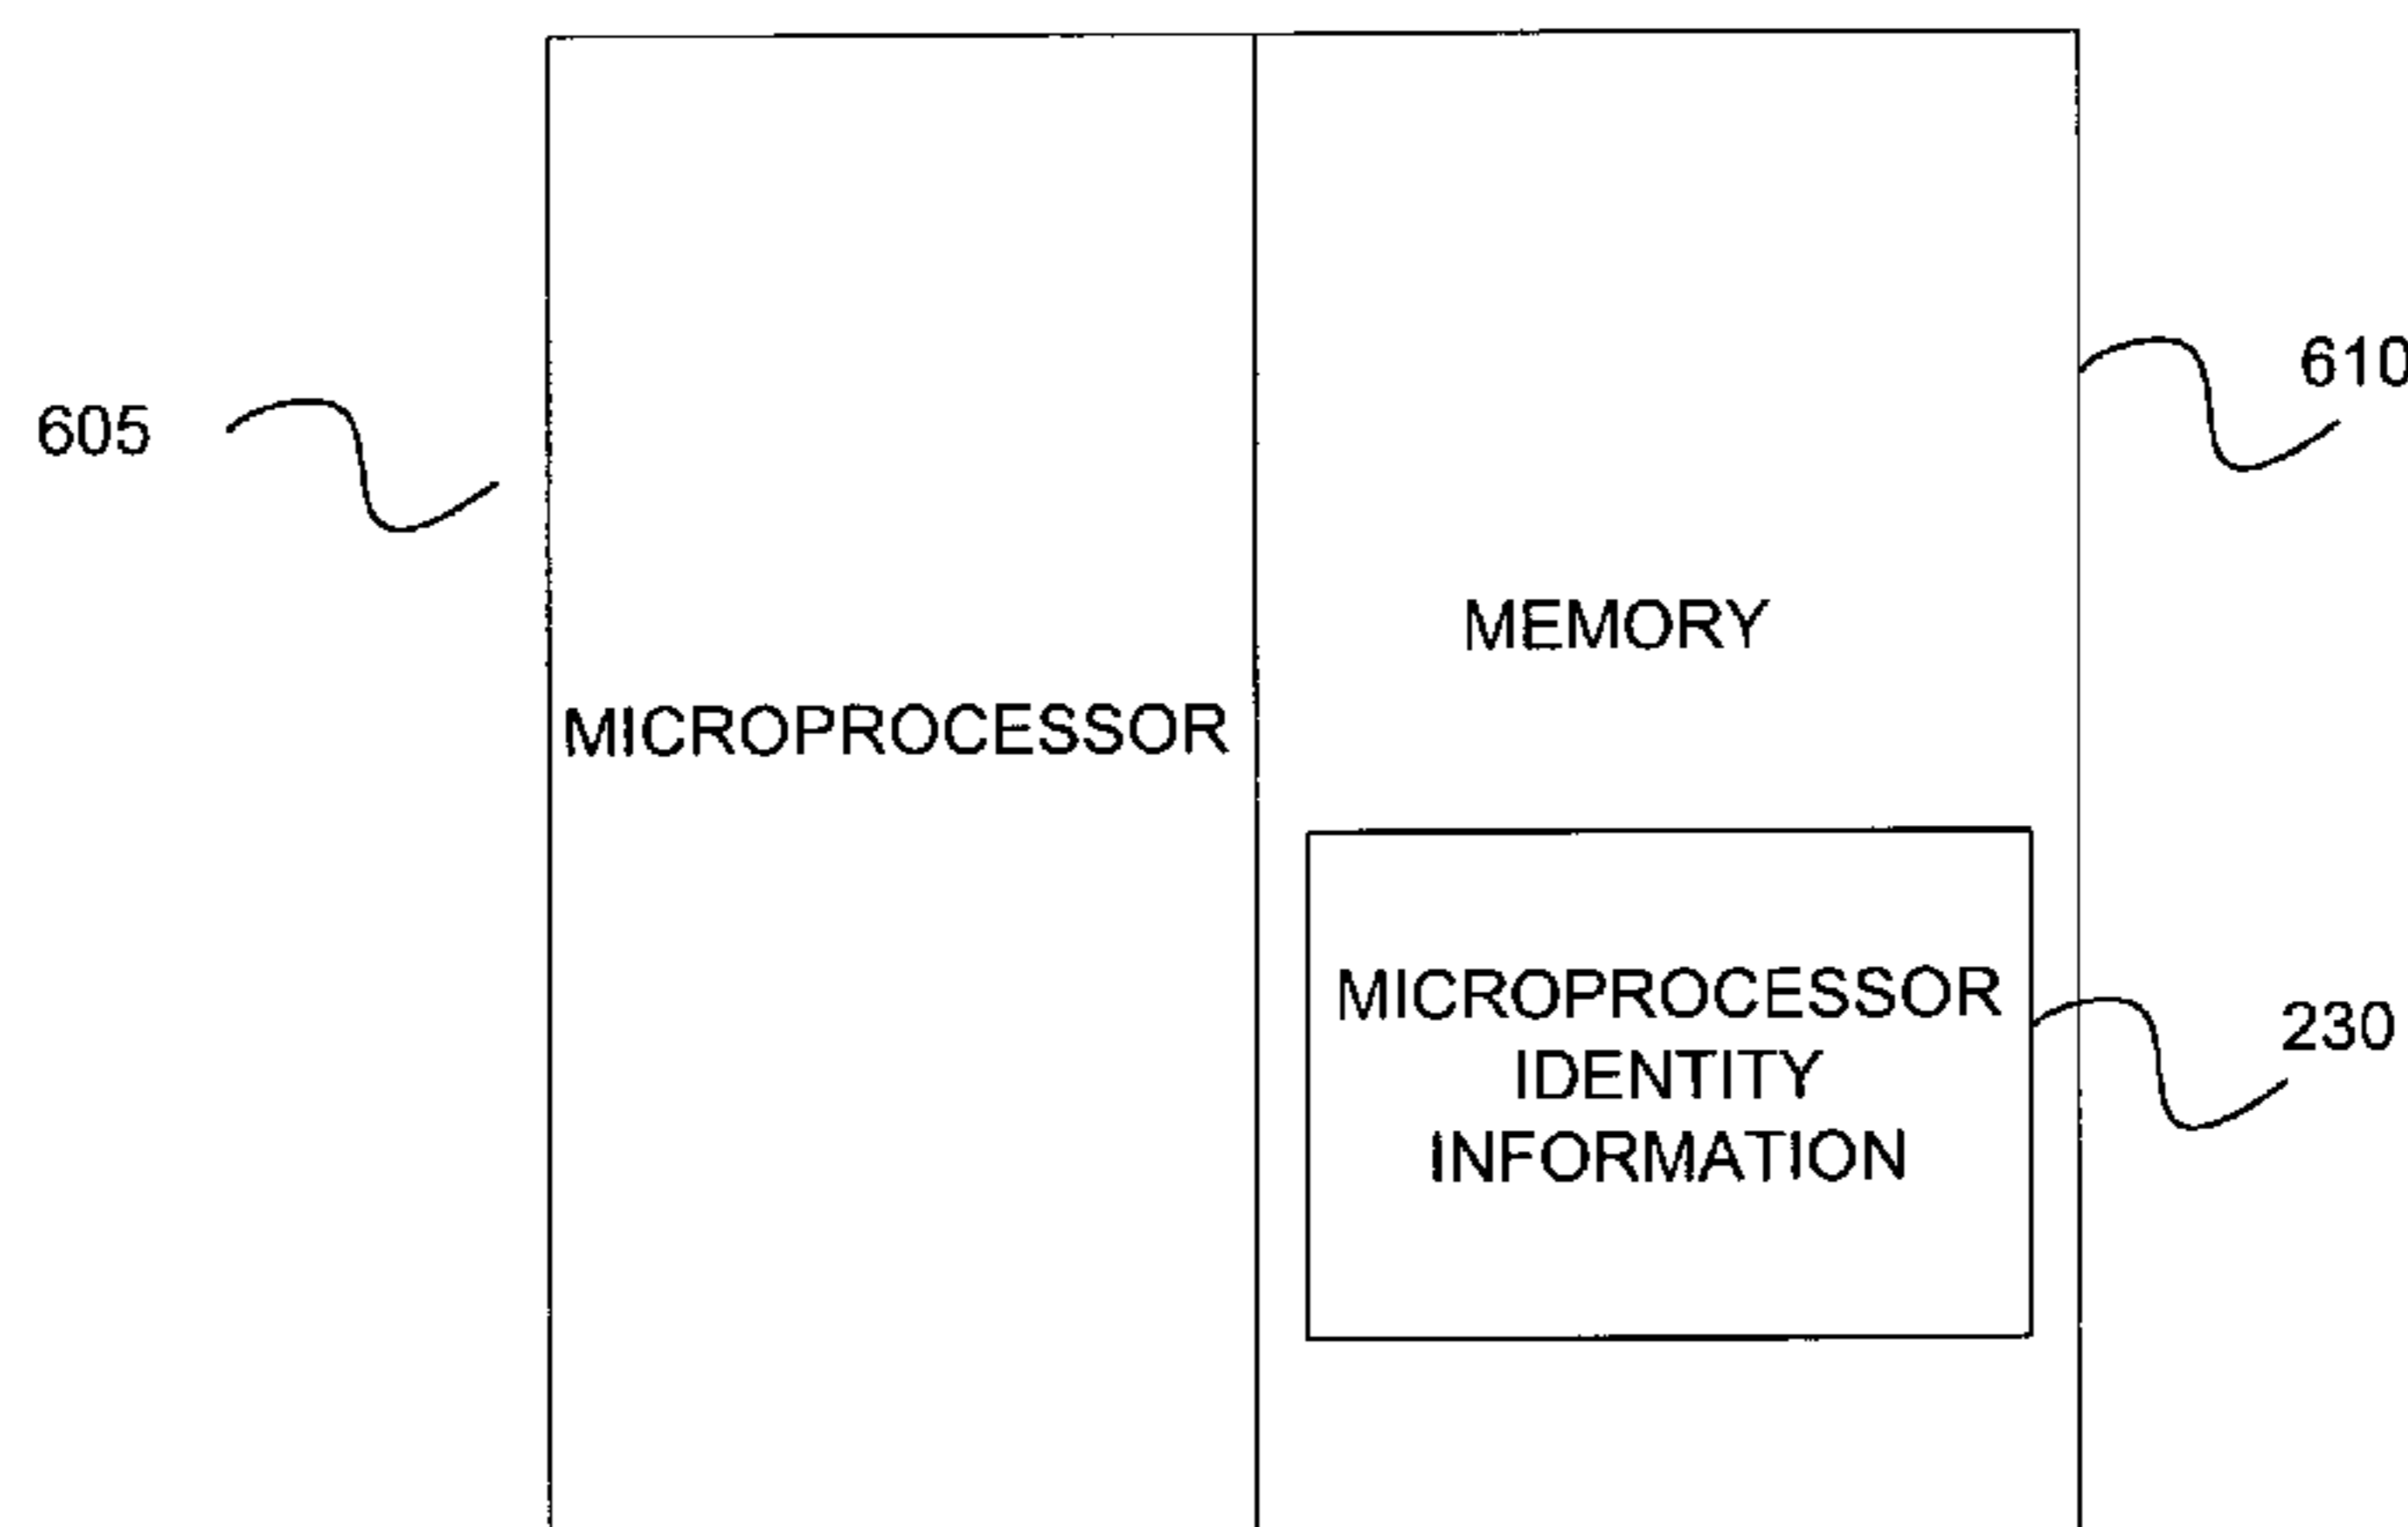 610
605
MEMORY
MICROPROCESSOR
MICROPROCESSOR
IDENTITY
INFORMATION
230